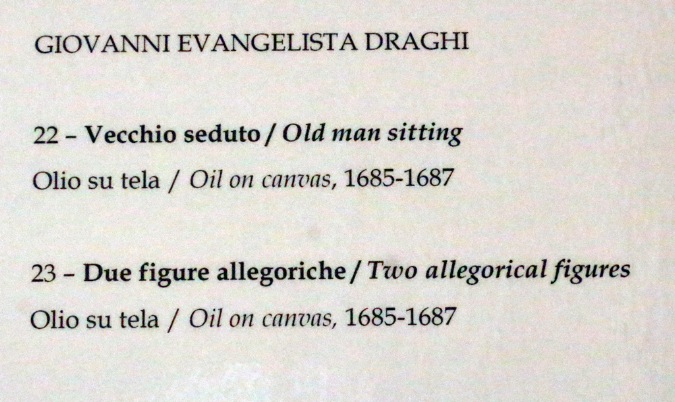 GIOVANNI EVANGELISTA DRAGHI
22 – Vecchio seduto / Old man sitting
Olio su tela / Oil on canvas, 1685-1687
23 – Due figure allegoriche / Two allegorical figures
Olio su tela / Oil on canvas, 1685-1687